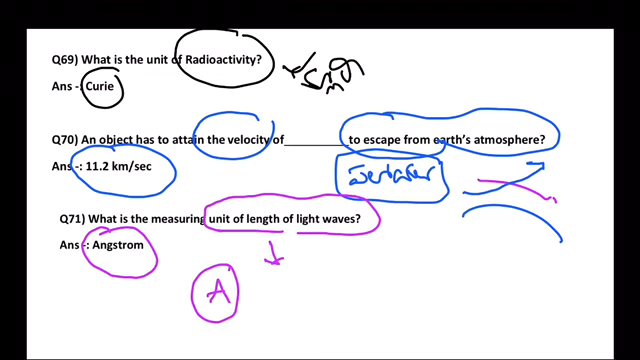 Q69) What is the unit of Radioactivity?
Ans -: Curie
Q70) An object has to attain the velocity of__________ to escape from earth's atmosphere?
Ans -: 11.2 km/sec
Q71) What is the measuring unit of length of light waves?
Ans -: Angstrom
A